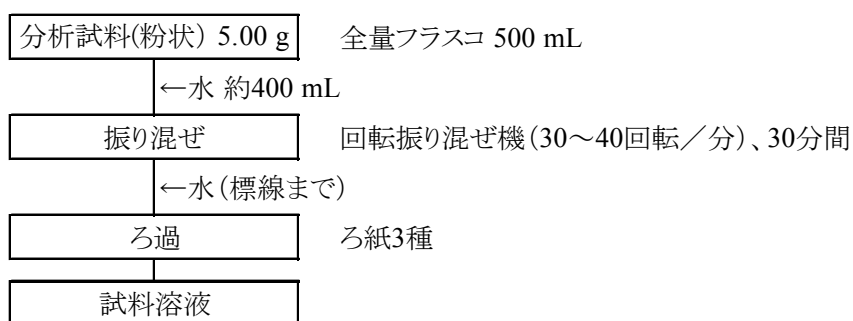 分析試料(粉状) 5.00 g 全量フラスコ 500 mL
←水 約400 mL
振り混ぜ 回転振り混ぜ機(30～40回転／分)、30分間
←水(標線まで)
ろ過 ろ紙3種
試料溶液